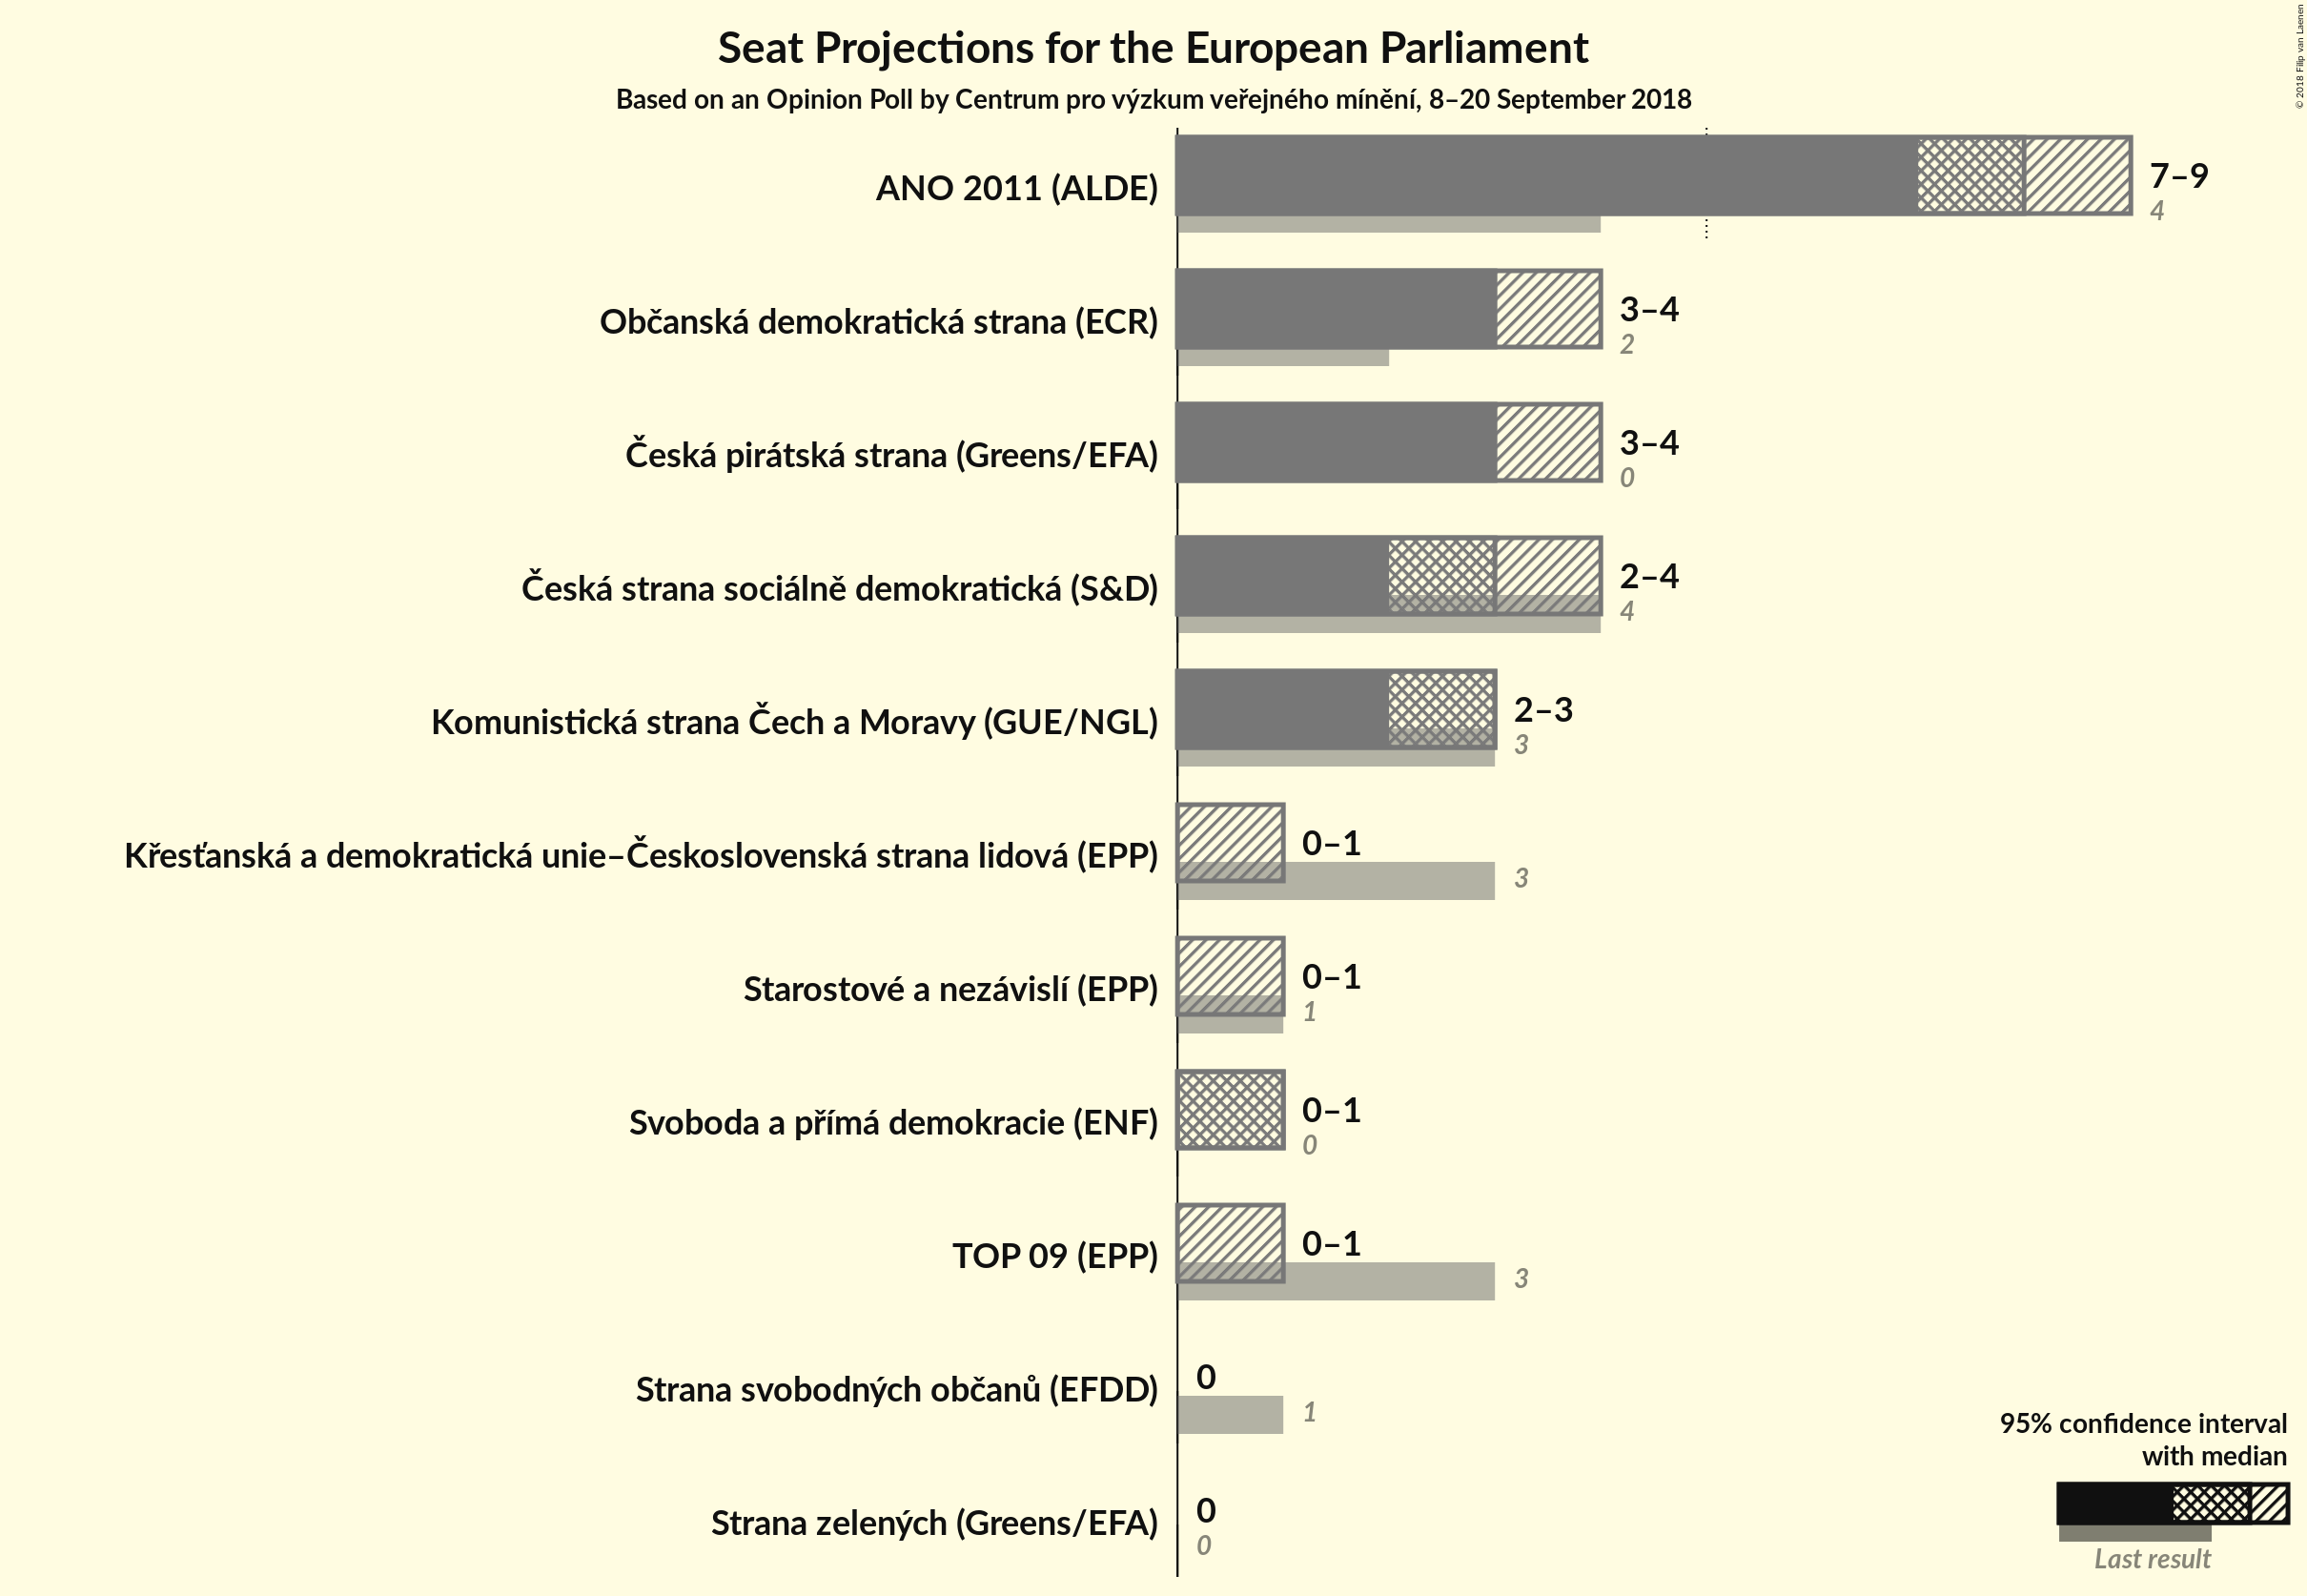 Seat Projections for the European Parliament
Based on an Opinion Poll by Centrum pro výzkum veřejného mínění, 8–20 September 2018
© 2018 Filip van Laenen
ANO 2011 (ALDE)
7–9
4
Občanská demokratická strana (ECR)
3–4
2
Česká pirátská strana (Greens/EFA)
3–4
0
Česká strana sociálně demokratická (S&D)
2–4
4
Komunistická strana Čech a Moravy (GUE/NGL)
2–3
3
Křesťanská a demokratická unie–Československá strana lidová (EPP)
0–1
3
Starostové a nezávislí (EPP)
0–1
1
Svoboda a přímá demokracie (ENF)
0–1
0
TOP 09 (EPP)
0–1
3
Strana svobodných občanů (EFDD)
0
1
Strana zelených (Greens/EFA)
0
0
95% confidence interval
with median
Last result